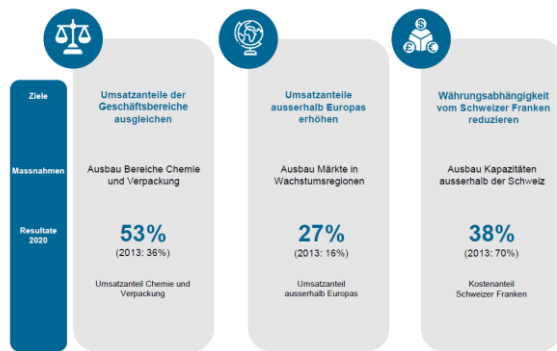 Ziele
Umsatzanteile der
Geschäftsbereiche
ausgleichen
Umsatzanteile
ausserhalb Europas
erhöhen
Währungsabhängigkeit
vom Schweizer Franken
reduzieren
Massnahmen
Ausbau Bereiche Chemie
und Verpackung
Ausbau Märkte in
Wachstumsregionen
Ausbau Kapazitäten
ausserhalb der Schweiz
Resultate
2020
53%
(2013: 36%)
27%
(2013: 16%)
38%
(2013: 70%)
Umsatzanteil Chemie und
Verpackung
Umsatzanteil
ausserhalb Europas
Kostenanteil
Schweizer Franken
$
£
€